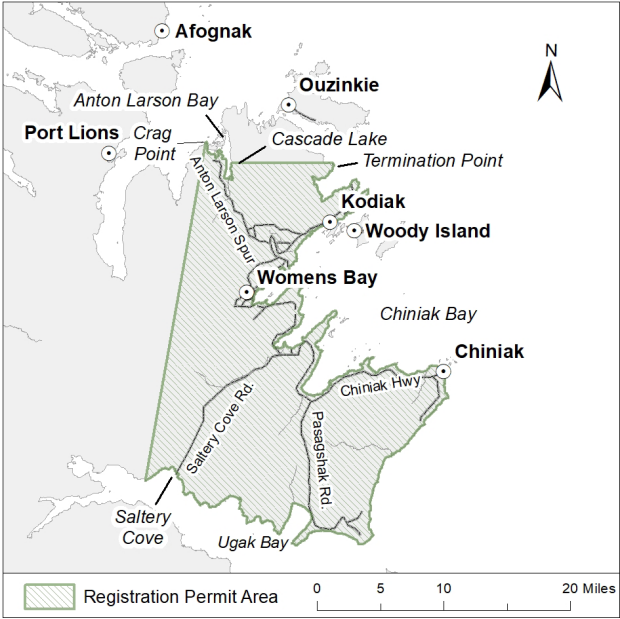 Afognak
N
Ouzinkie
Anton Larson Bay
Port Lions
Crag
Point
Cascade Lake
Termination Point
Anton Larson Spur
Kodiak
Woody Island
Womens Bay
Chiniak Bay
Chiniak
Chiniak Hwy
Saltery Cove Rd.
Pasagshak Rd.
Saltery
Cove
Ugak Bay
Registration Permit Area
0 5 10 20 Miles